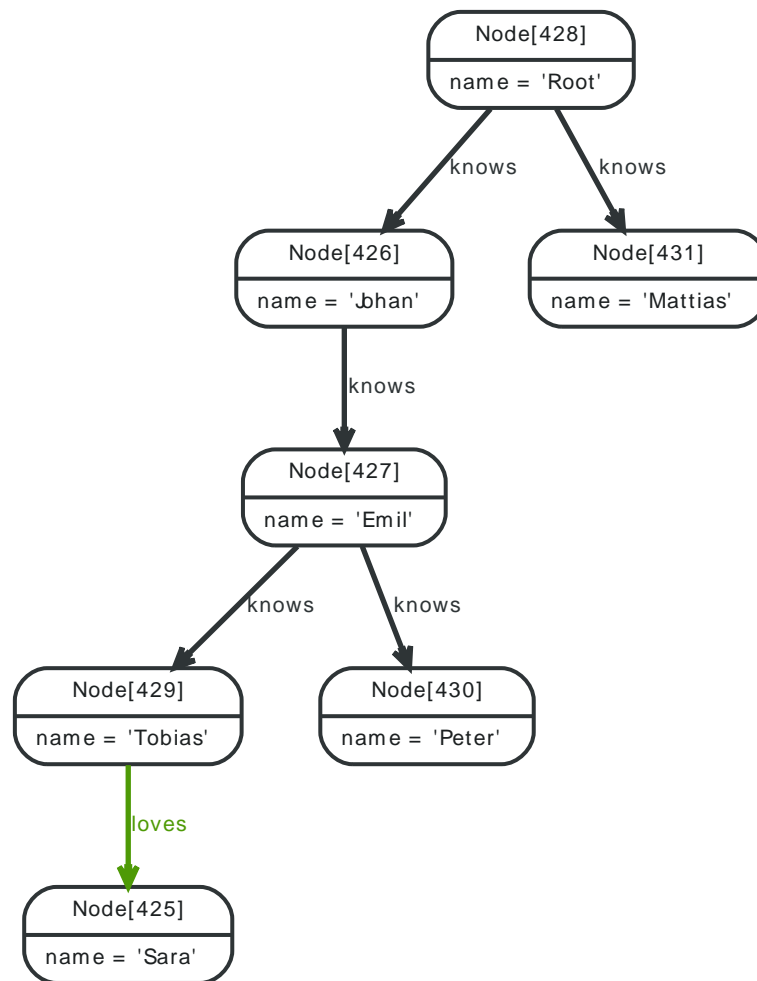 Node[428]
name = 'Root'
knows
knows
Node[426]
name = 'Johan'
Node[431]
name = 'Mattias'
knows
Node[427]
name = 'Emil'
knows
knows
Node[429]
name = 'Tobias'
Node[430]
name = 'Peter'
loves
Node[425]
name = 'Sara'